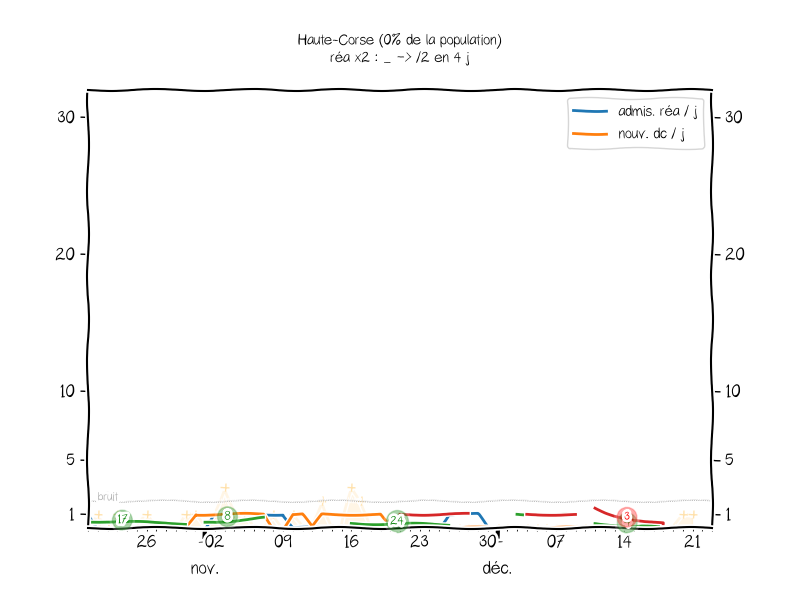 Haute-Corse (0% de la population)
réa x2 : _ -> /2 en 4 j
admis. réa / j
nouv. dc / j
30 30
20 20
10 10
5 5
bruit
1 1
17 8 24 3
26 02 09 16 23 30 07 14 21
nov. déc.